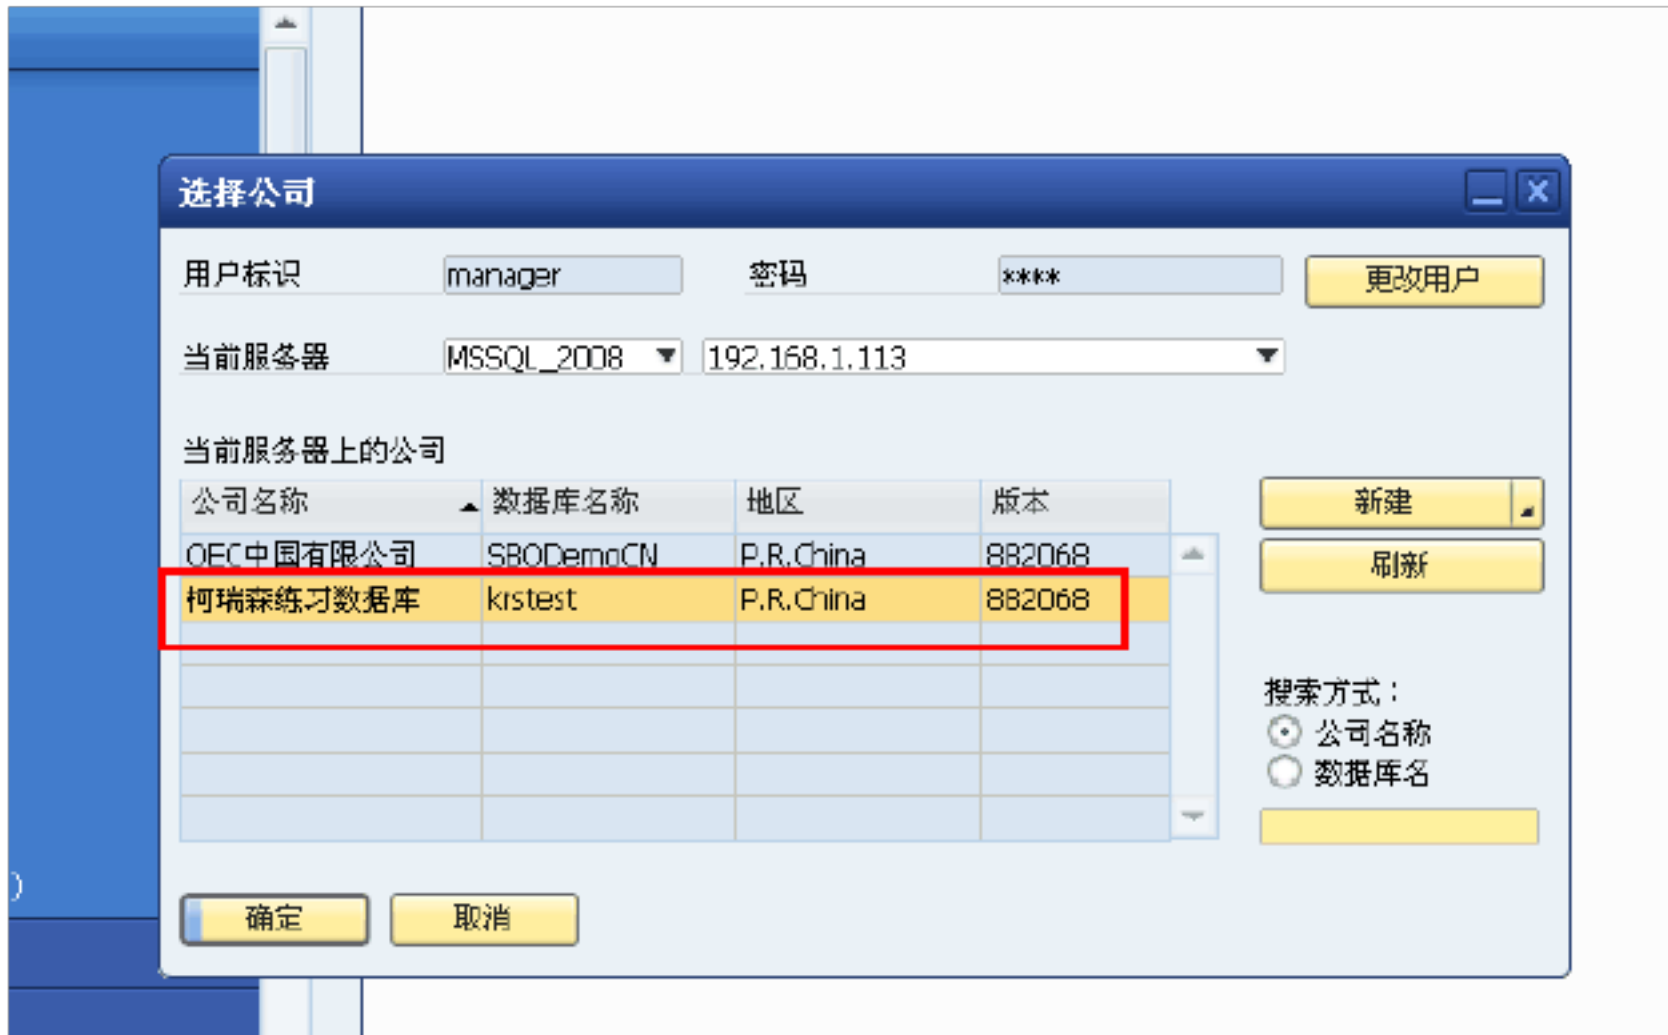 选择公司
用户标识 manager 密码 **** 更改用户
当前服务器 MSSQL_2008 192.168.1.113
当前服务器上的公司
公司名称 数据库名称 地区 版本 新建
OEC中国有限公司 SBODemoCN P.R.China 882068 刷新
柯瑞森练习数据库 krstest P.R.China 882068
搜索方式：
公司名称
数据库名
)
确定 取消